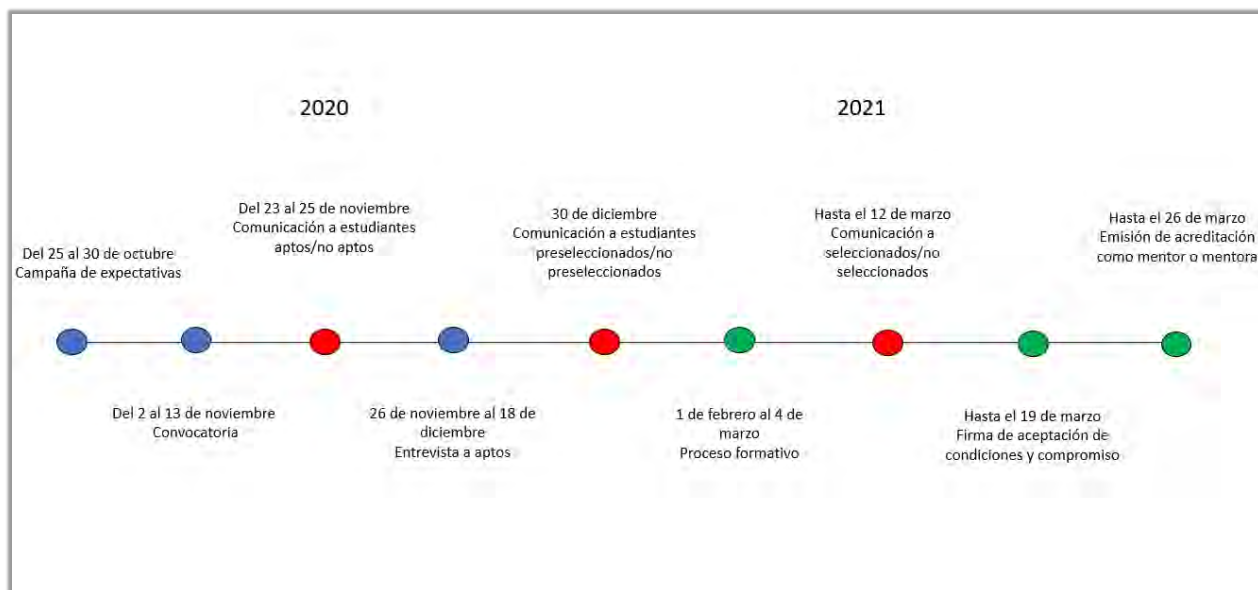 2020
2021
Del 25 al 30 de octubre
Campaña de expectativas
Del 2 al 13 de noviembre
Convocatoria
Del 23 al 25 de noviembre
Comunicación a estudiantes
aptos/no aptos
26 de noviembre al 18 de
diciembre
Entrevista a aptos
30 de diciembre
Comunicación a estudiantes
preseleccionados/no
preseleccionados
1 de febrero al 4 de
marzo
Proceso formativo
Hasta el 12 de marzo
Comunicación a
seleccionados/no
seleccionados
Hasta el 19 de marzo
Firma de aceptación de
condiciones y compromiso
Hasta el 26 de marzo
Emisión de acreditación
como mentor o mentora